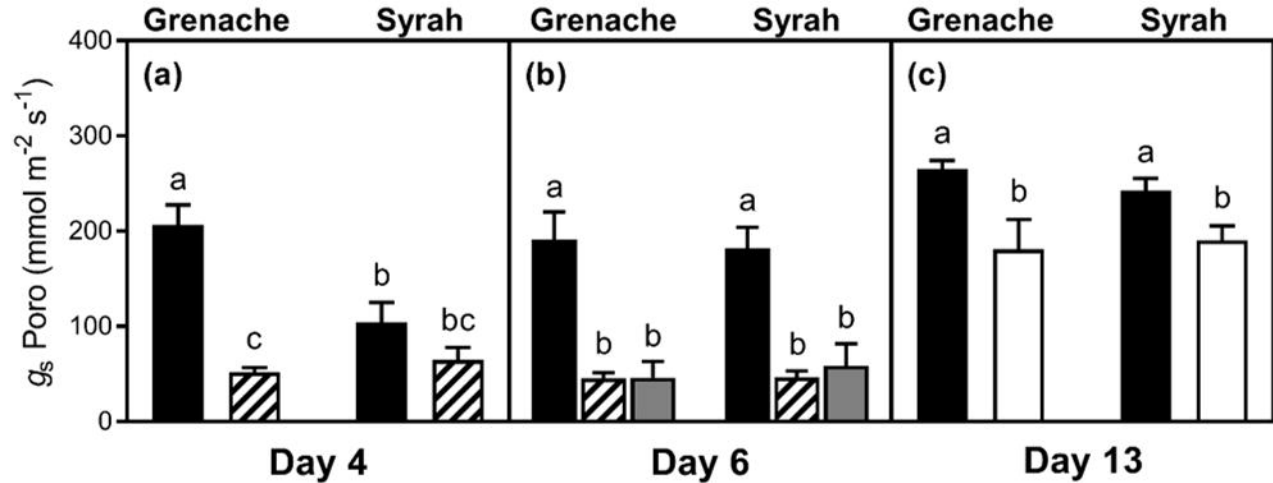 Grenache Syrah Grenache Syrah Grenache Syrah
400
300
200
100
0
gs Poro (mmol m-2 s-1)
(a) (b) (c)
a c b bc
a b b a b b
a b a b
Day 4 Day 6 Day 13